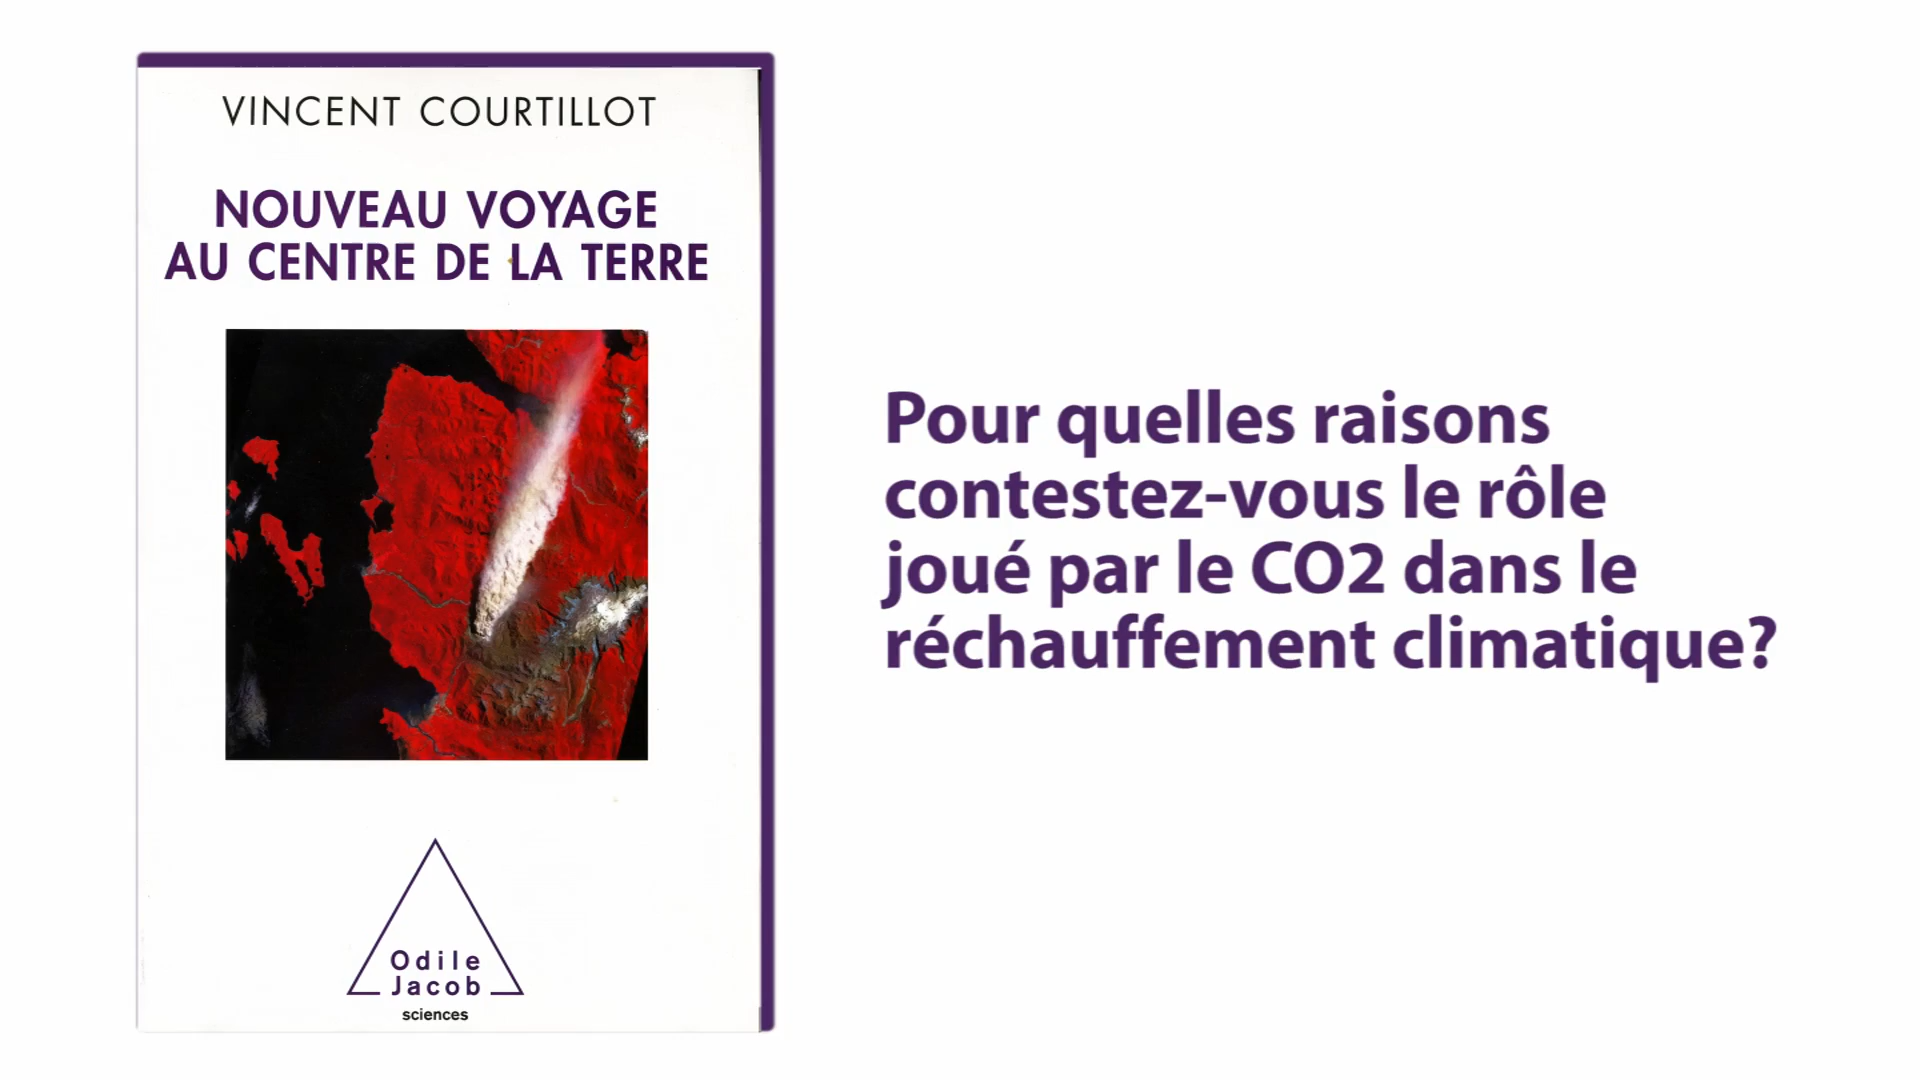 VINCENT COURTILLOT
NOUVEAU VOYAGE
AU CENTRE DE LA TERRE
Odile
Jacob
sciences
Pour quelles raisons
contestez-vous le rôle
joué par le CO2 dans le
réchauffement climatique?